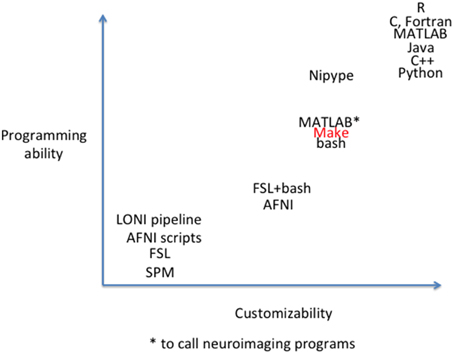 R
C, Fortran
MATLAB
Java
C++
Python
Nipype
MATLAB*
Make
bash
Programming
ability
FSL+bash
AFNI
LONI pipeline
AFNI scripts
FSL
SPM
Customizability
* to call neuroimaging programs